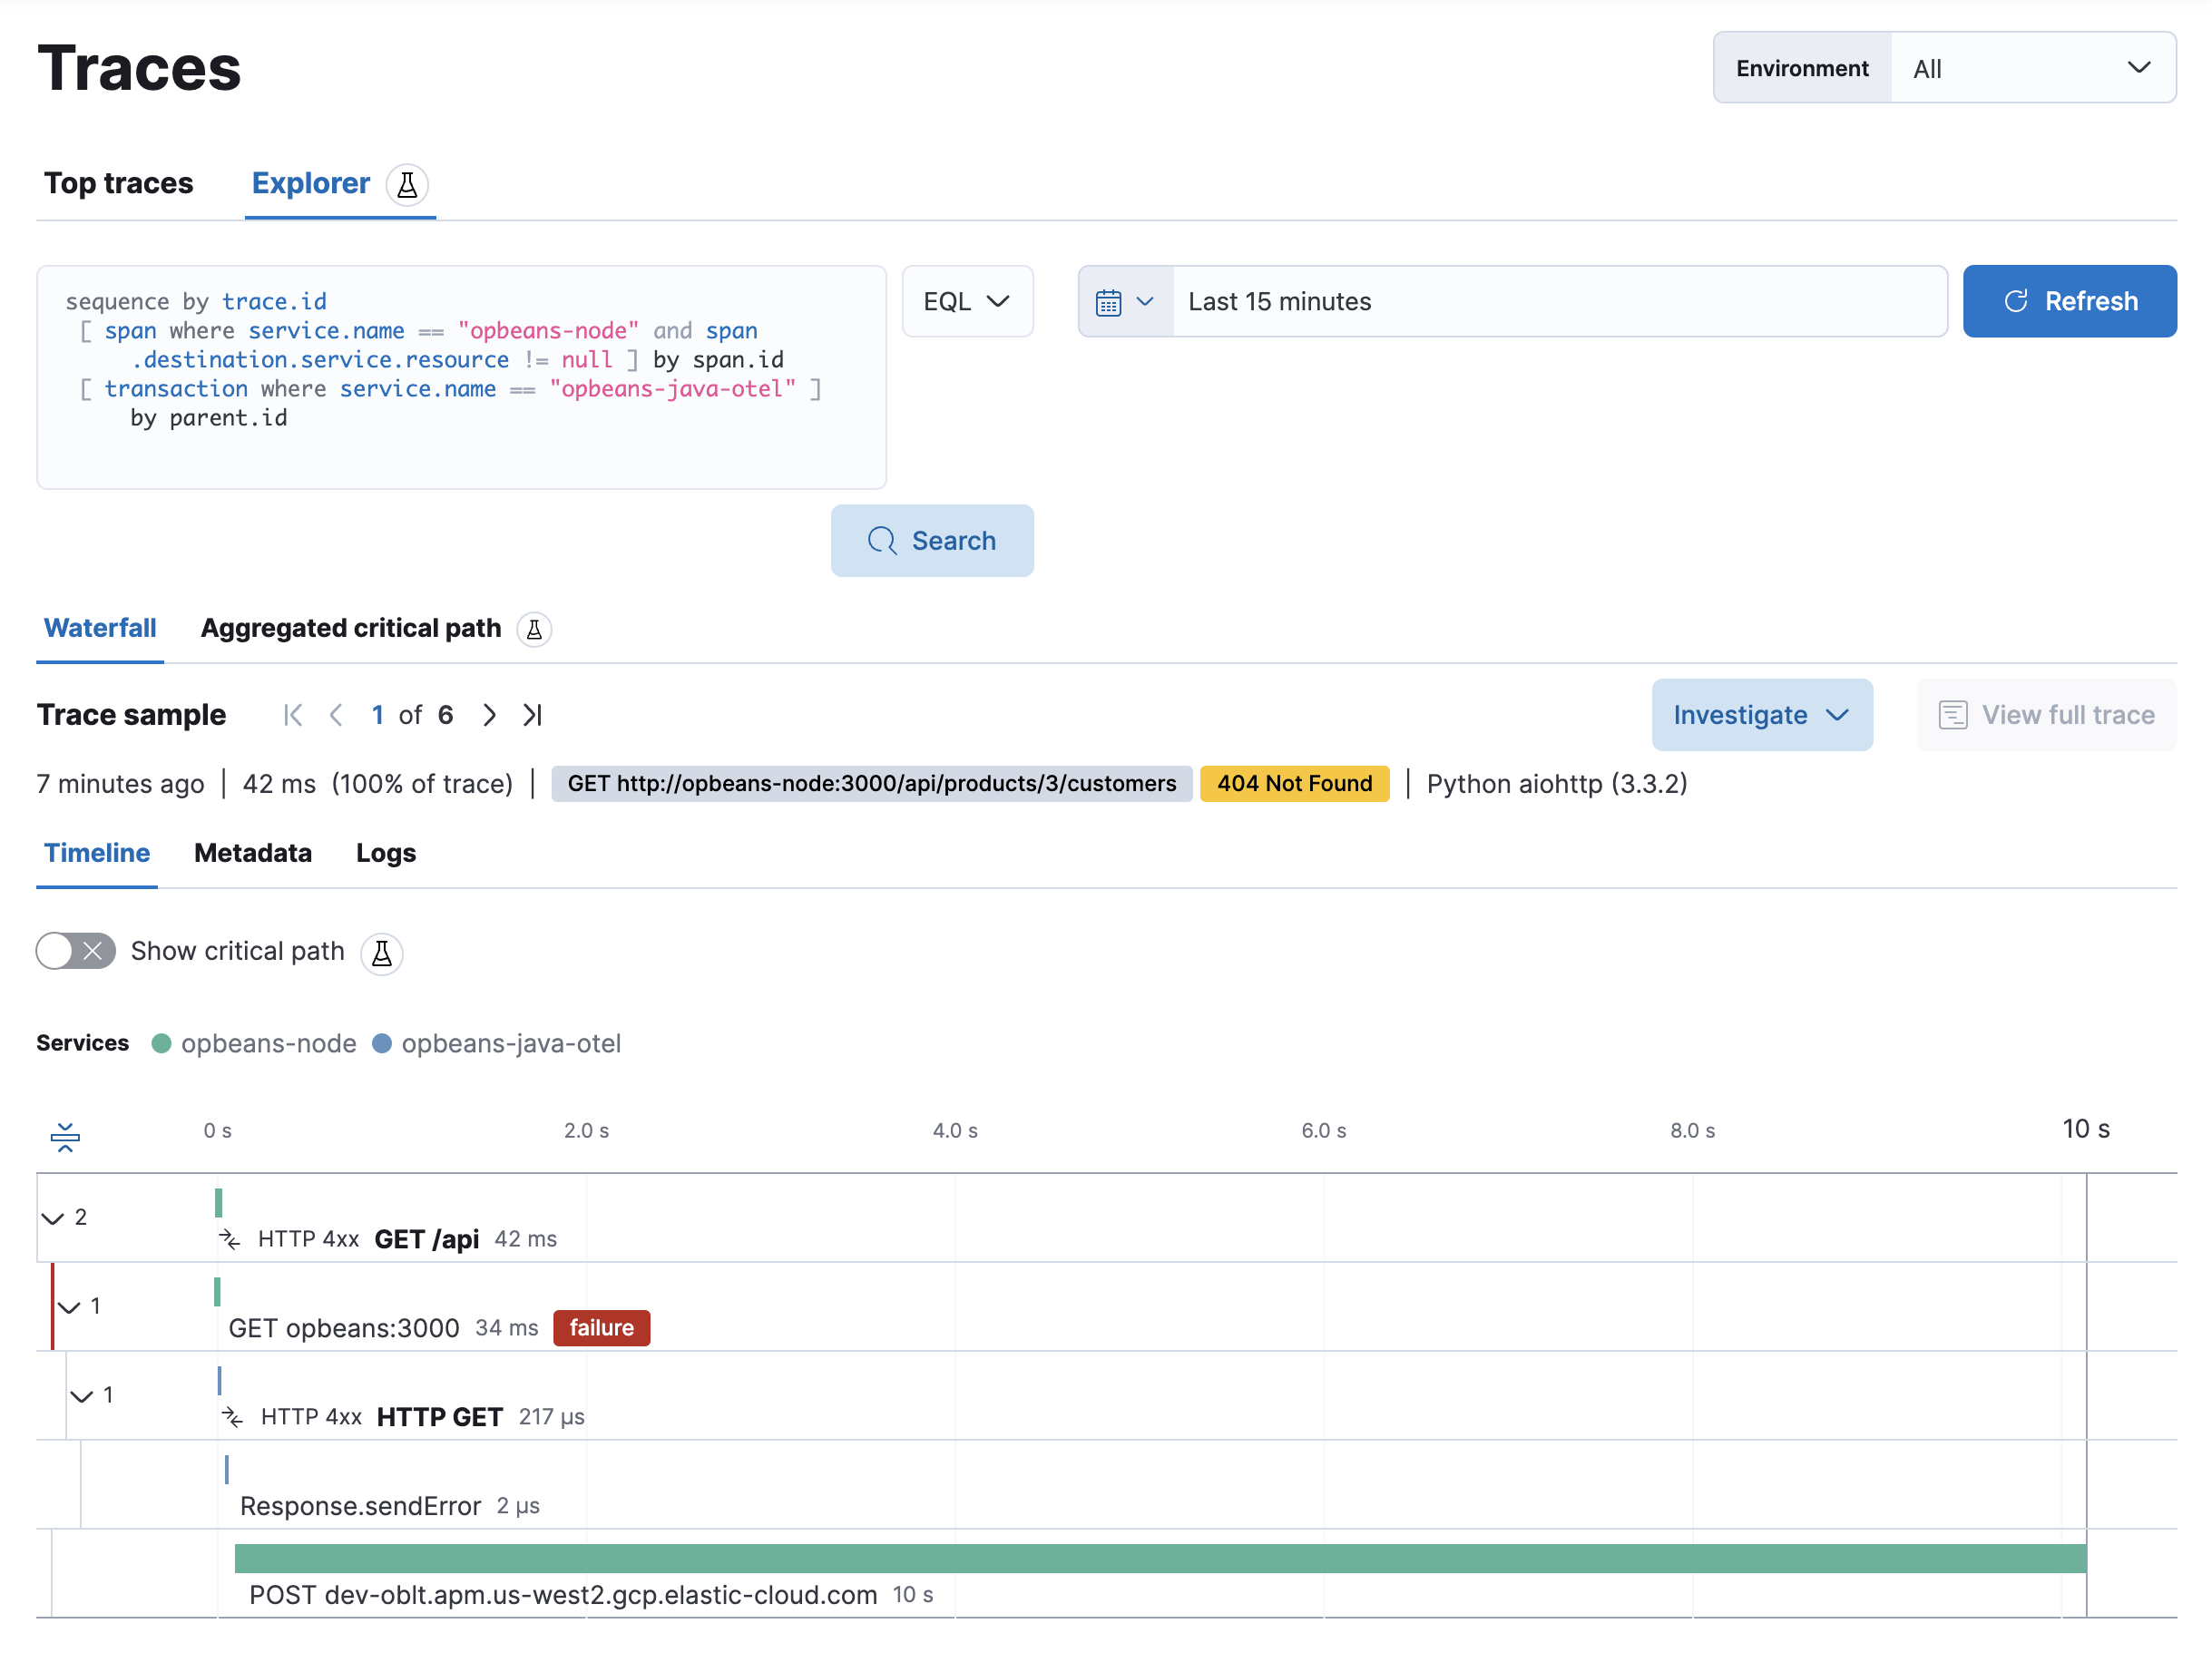 Traces
Environment All
Top traces Explorer
sequence by trace.id
[ span where service.name == "opbeans-node" and span
.destination.service.resource != null ] by span.id
[ transaction where service.name == "opbeans-java-otel" ]
by parent.id
EQL
Last 15 minutes
Refresh
Search
Waterfall Aggregated critical path
Trace sample 1 of 6
Investigate
View full trace
7 minutes ago | 42 ms (100% of trace) | GET http://opbeans-node:3000/api/products/3/customers 404 Not Found | Python aiohttp (3.3.2)
Timeline Metadata Logs
Show critical path
Services opbeans-node opbeans-java-otel
0 s 2.0 s 4.0 s 6.0 s 8.0 s 10 s
2
HTTP 4xx GET /api 42 ms
1
GET opbeans:3000 34 ms failure
1
HTTP 4xx HTTP GET 217 μs
Response.sendError 2 μs
POST dev-oblt.apm.us-west2.gcp.elastic-cloud.com 10 s